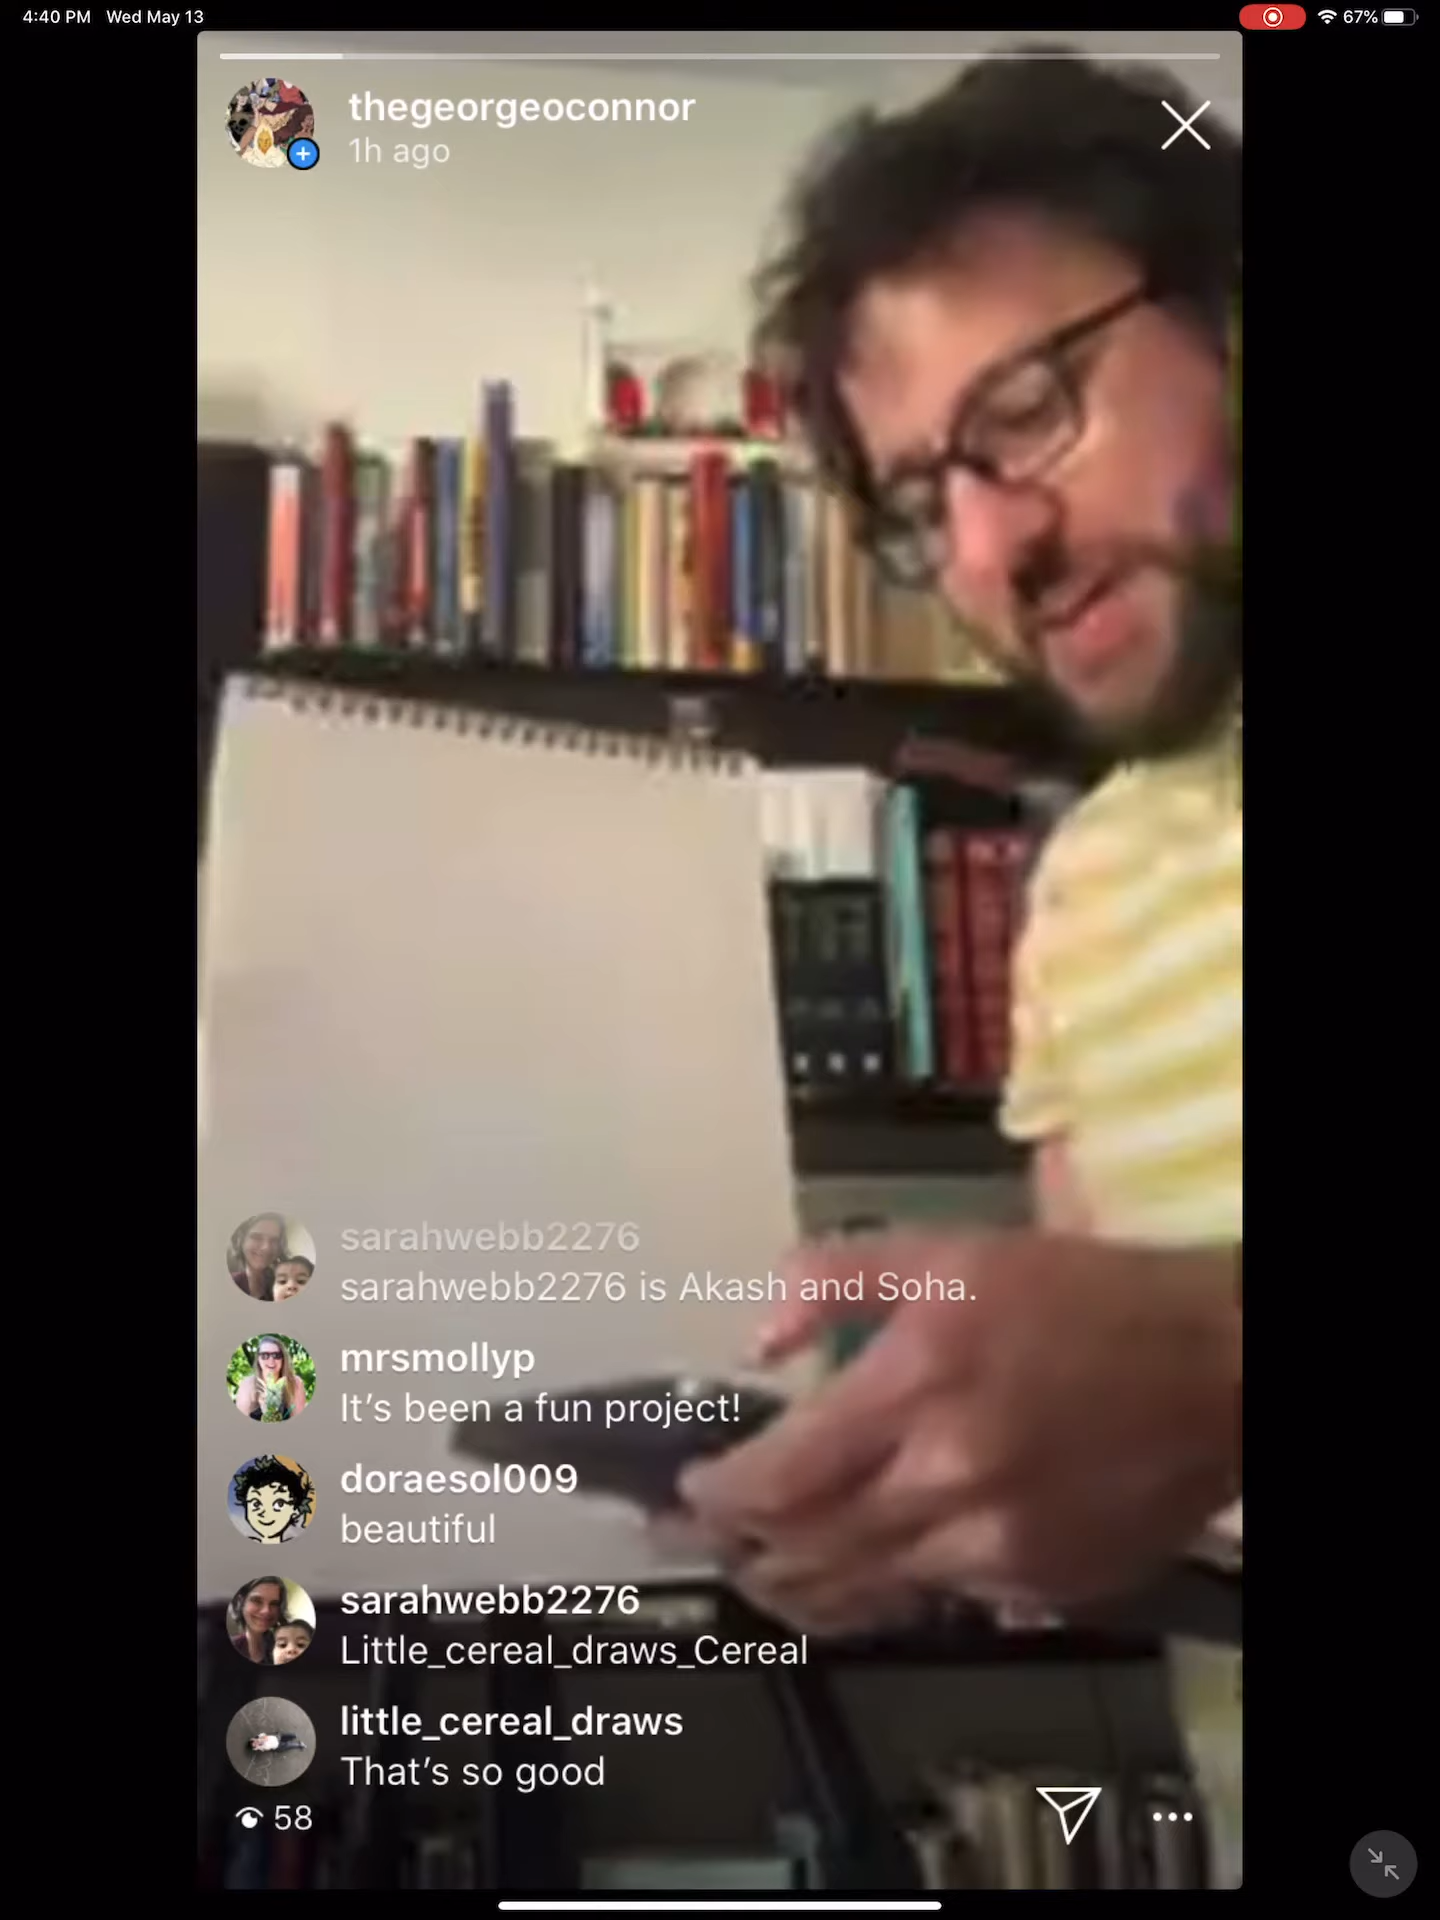 4:40 PM Wed May 13
67%
thegeorgeoconnor
1h ago
sarahwebb2276
sarahwebb2276 is Akash and Soha.
mrsmollyp
It’s been a fun project!
doraesol009
beautiful
sarahwebb2276
Little_cereal_draws_Cereal
little_cereal_draws
That’s so good
58